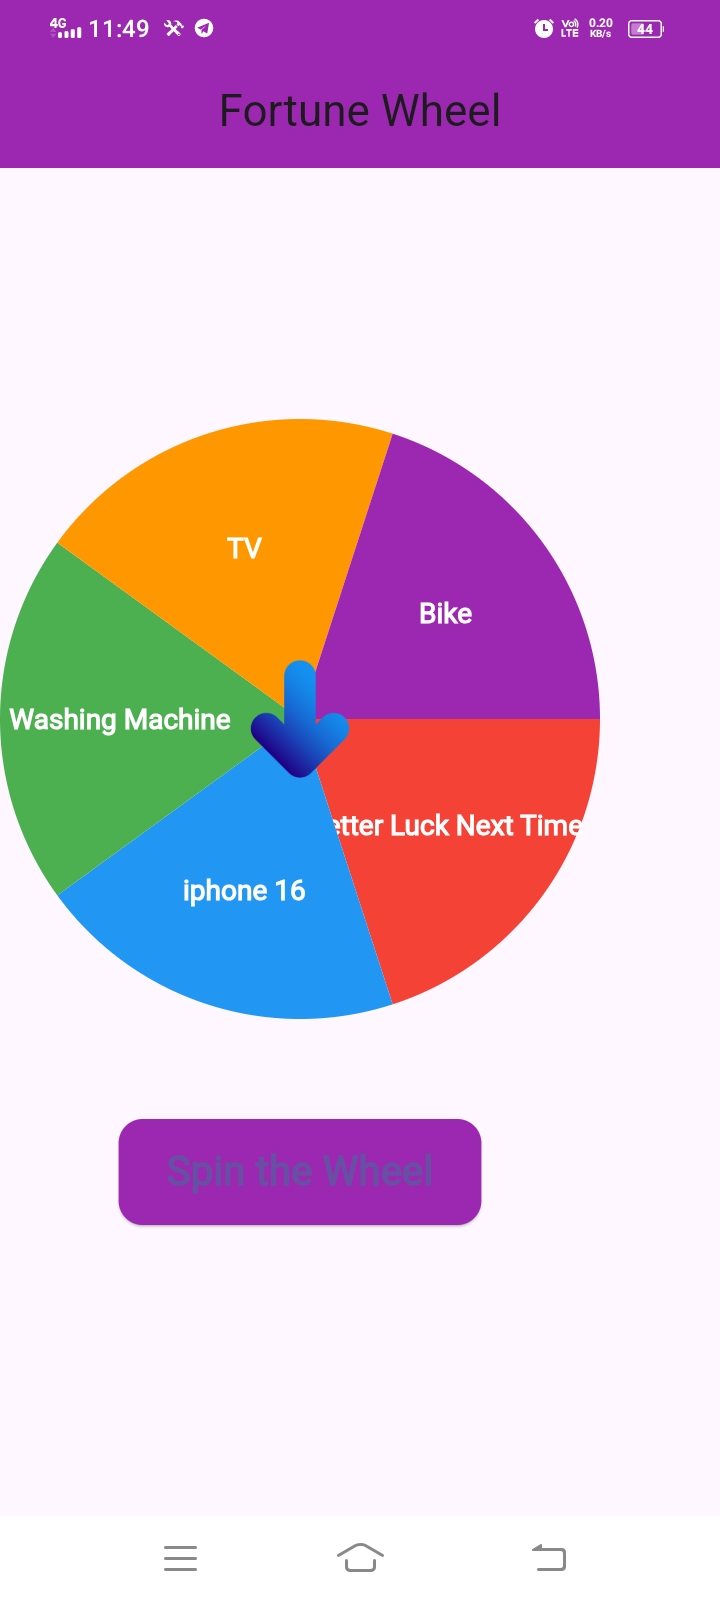 4G 11:49 Vo) LTE 0.20 KB/s 44
Fortune Wheel
TV
Bike
Washing Machine
etter Luck Next Time
iphone 16
Spin the Wheel